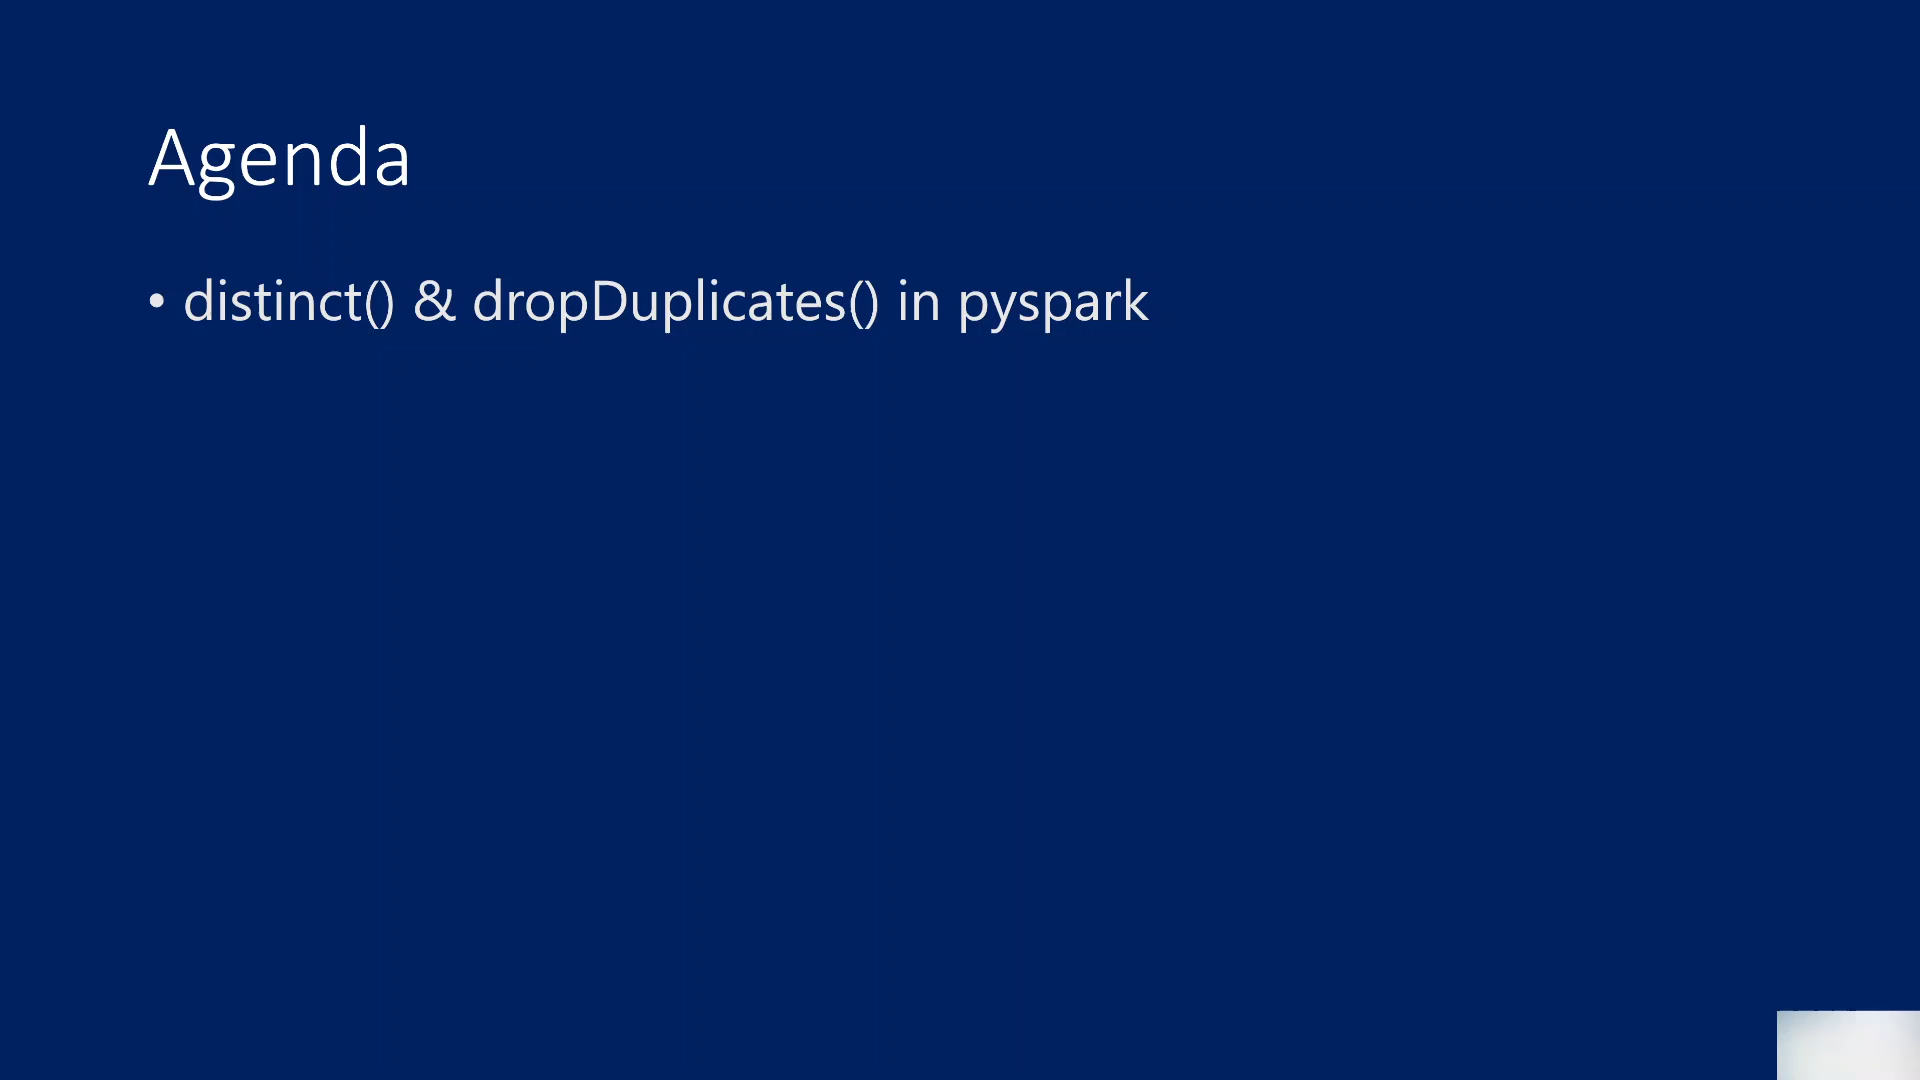 Agenda
• distinct() & dropDuplicates() in pyspark